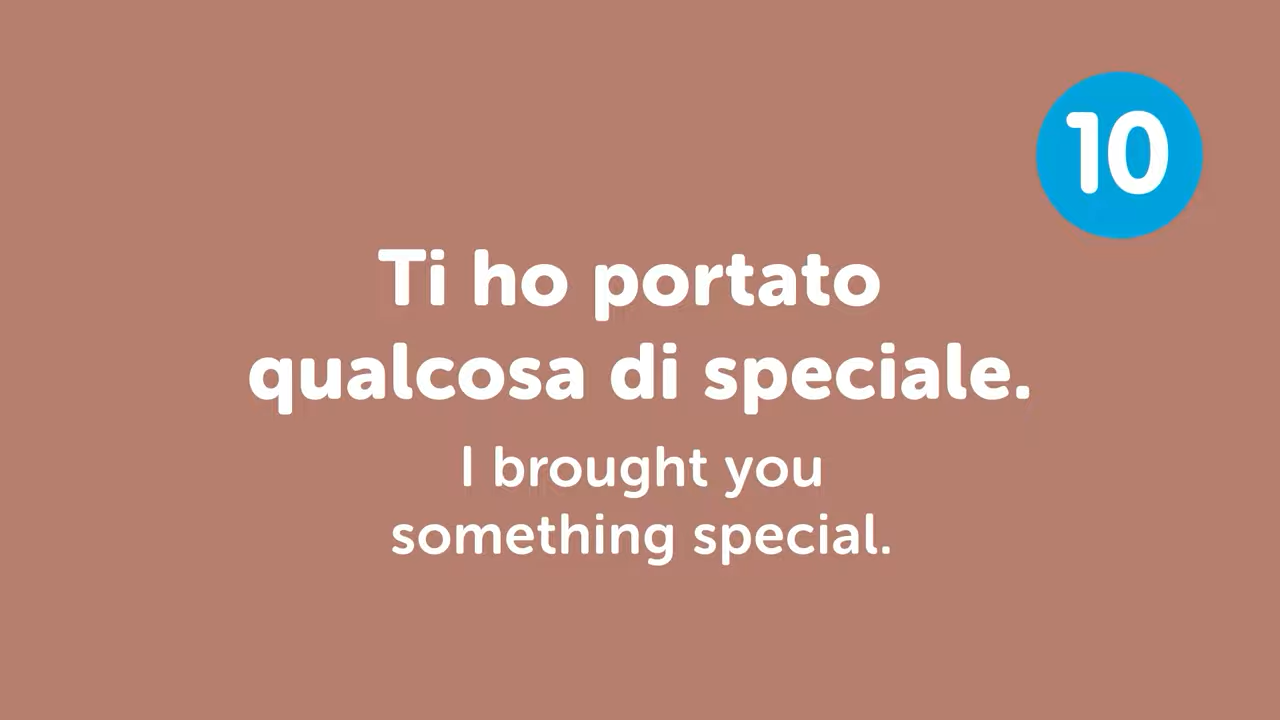 10
Ti ho portato
qualcosa di speciale.
I brought you
something special.